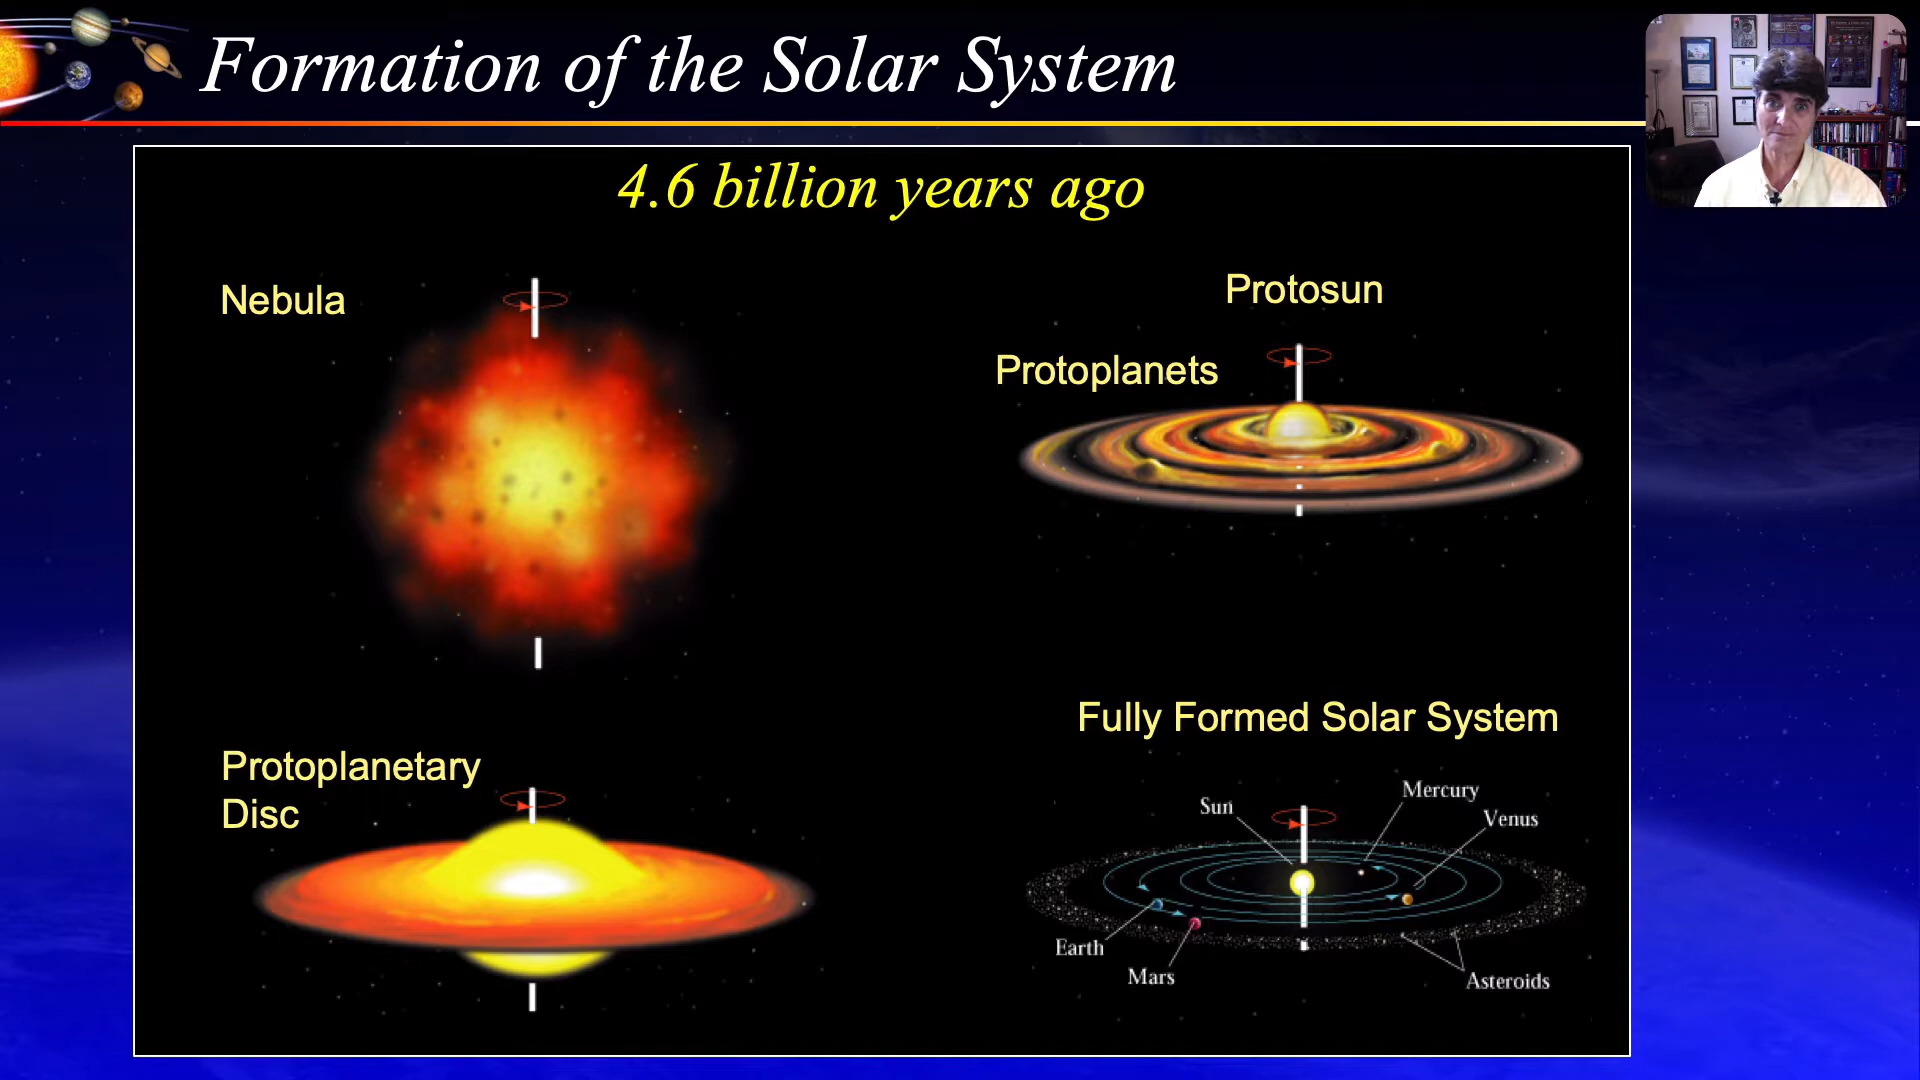 Formation of the Solar System
4.6 billion years ago
Nebula
Protosun
Protoplanets
Protoplanetary
Disc
Fully Formed Solar System
Mercury
Sun
Venus
Earth
Mars
Asteroids